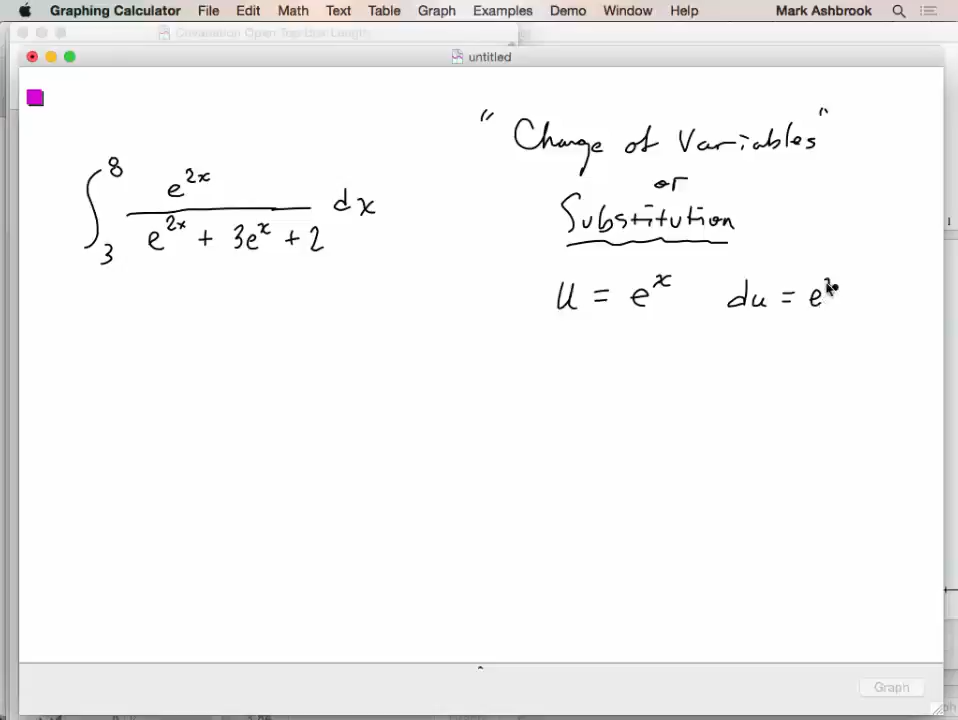 Graphing Calculator File Edit Math Text Table Graph Examples Demo Window Help Mark Ashbrook
untitled
"Change of Variables"
or
Substitution
∫₃⁸ e^{2x} / (e^{2x} + 3e^x + 2) dx
u = e^x du = e
Graph